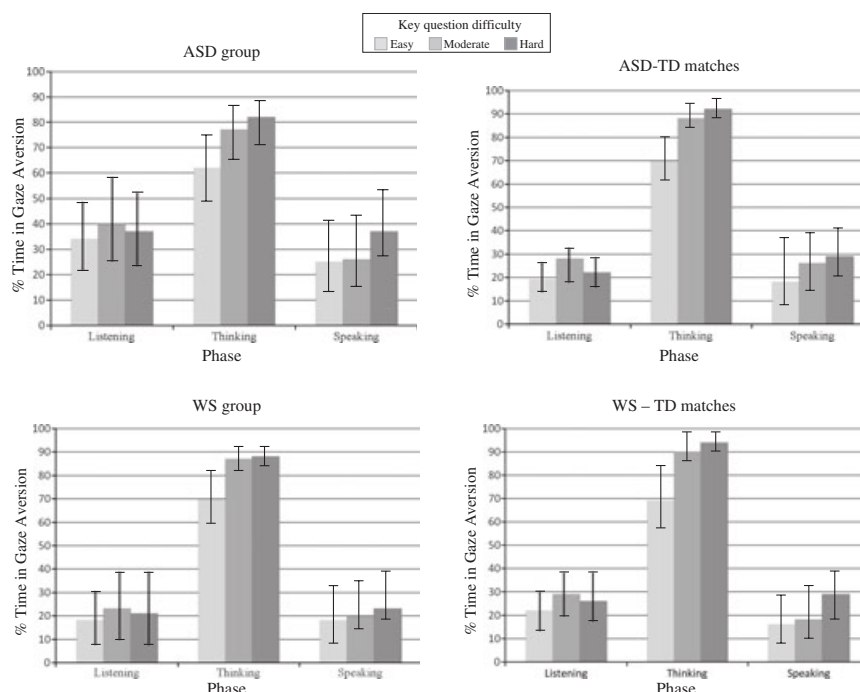 Key question difficulty
Easy Moderate Hard
ASD group
% Time in Gaze Aversion
100
90
80
70
60
50
40
30
20
10
0
Listening Thinking Speaking
Phase
ASD-TD matches
% Time in Gaze Aversion
100
90
80
70
60
50
40
30
20
10
0
Listening Thinking Speaking
Phase
WS group
% Time in Gaze Aversion
100
90
80
70
60
50
40
30
20
10
0
Listening Thinking Speaking
Phase
WS – TD matches
% Time in Gaze Aversion
100
90
80
70
60
50
40
30
20
10
0
Listening Thinking Speaking
Phase